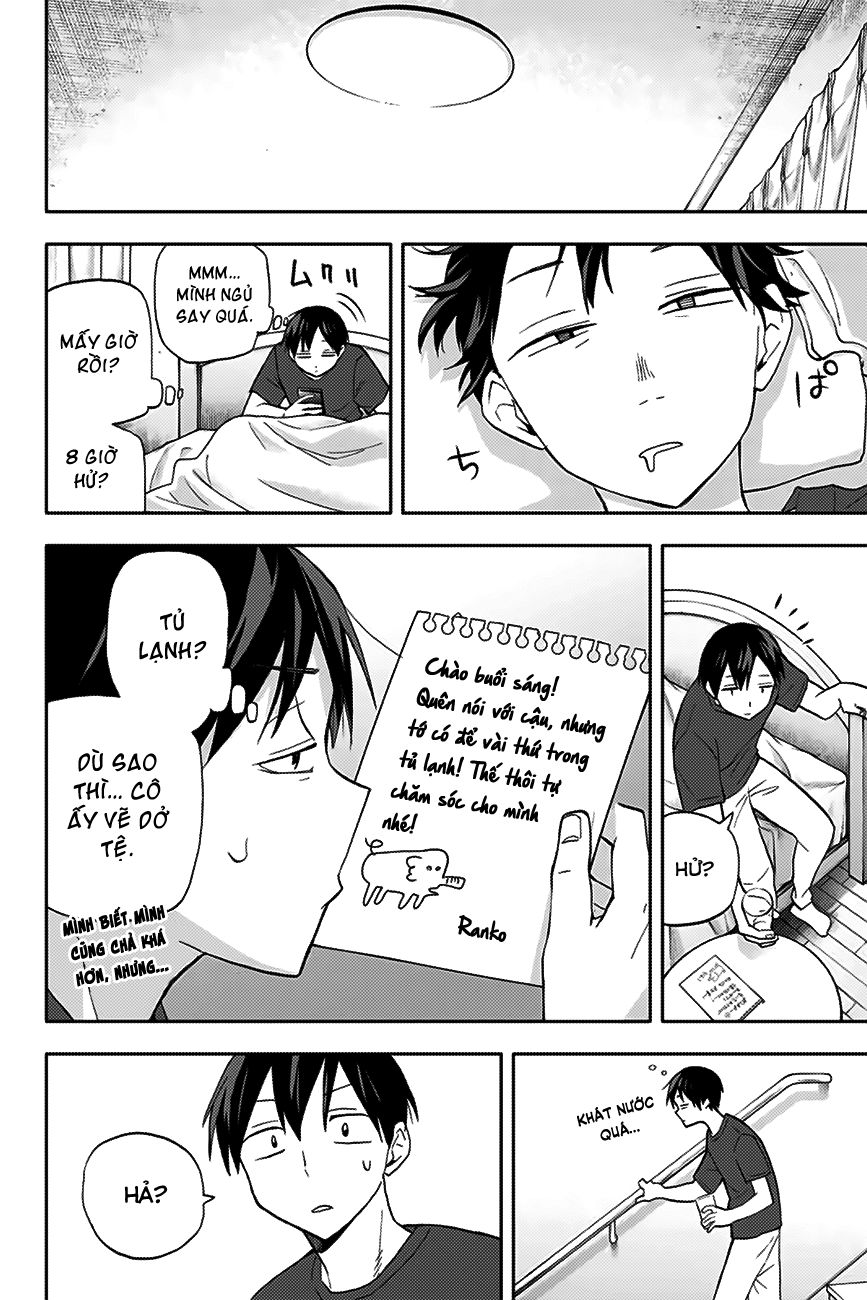 ぱ
ち
ムクリ
MMM...
MÌNH NGỦ
SAY QUÁ.
MẤY GIỜ
RỒI?
8 GIỜ
HỬ?
HỬ?
Chào buổi sáng!
Quên nói với cậu, nhưng
tớ có để vài thứ trong
tủ lạnh! Thế thôi tự
chăm sóc cho mình
nhé!
Ranko
TỦ
LẠNH?
DÙ SAO
THÌ... CÔ
ẤY VẼ DỞ
TỆ.
MÌNH BIẾT MÌNH
CŨNG CHẢ KHÁ
HƠN, NHƯNG...
KHÁT NƯỚC
QUÁ...
HẢ?